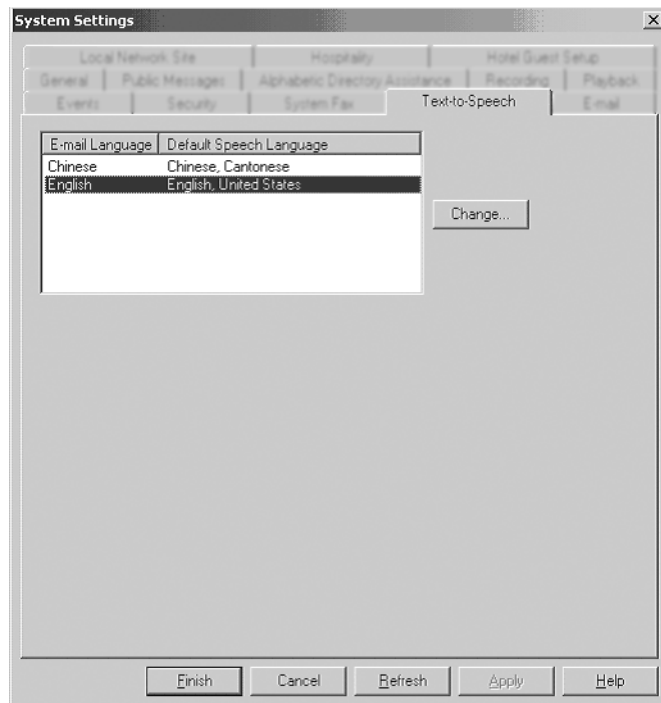 System Settings
Local Network Site Hospitality Hotel Guest Setup
General Public Messages Alphabetic Directory Assistance Recording Playback
Events Security System Fax Text-to-Speech E-mail
E-mail Language Default Speech Language
Chinese Chinese, Cantonese
English English, United States
Change...
Finish Cancel Refresh Apply Help